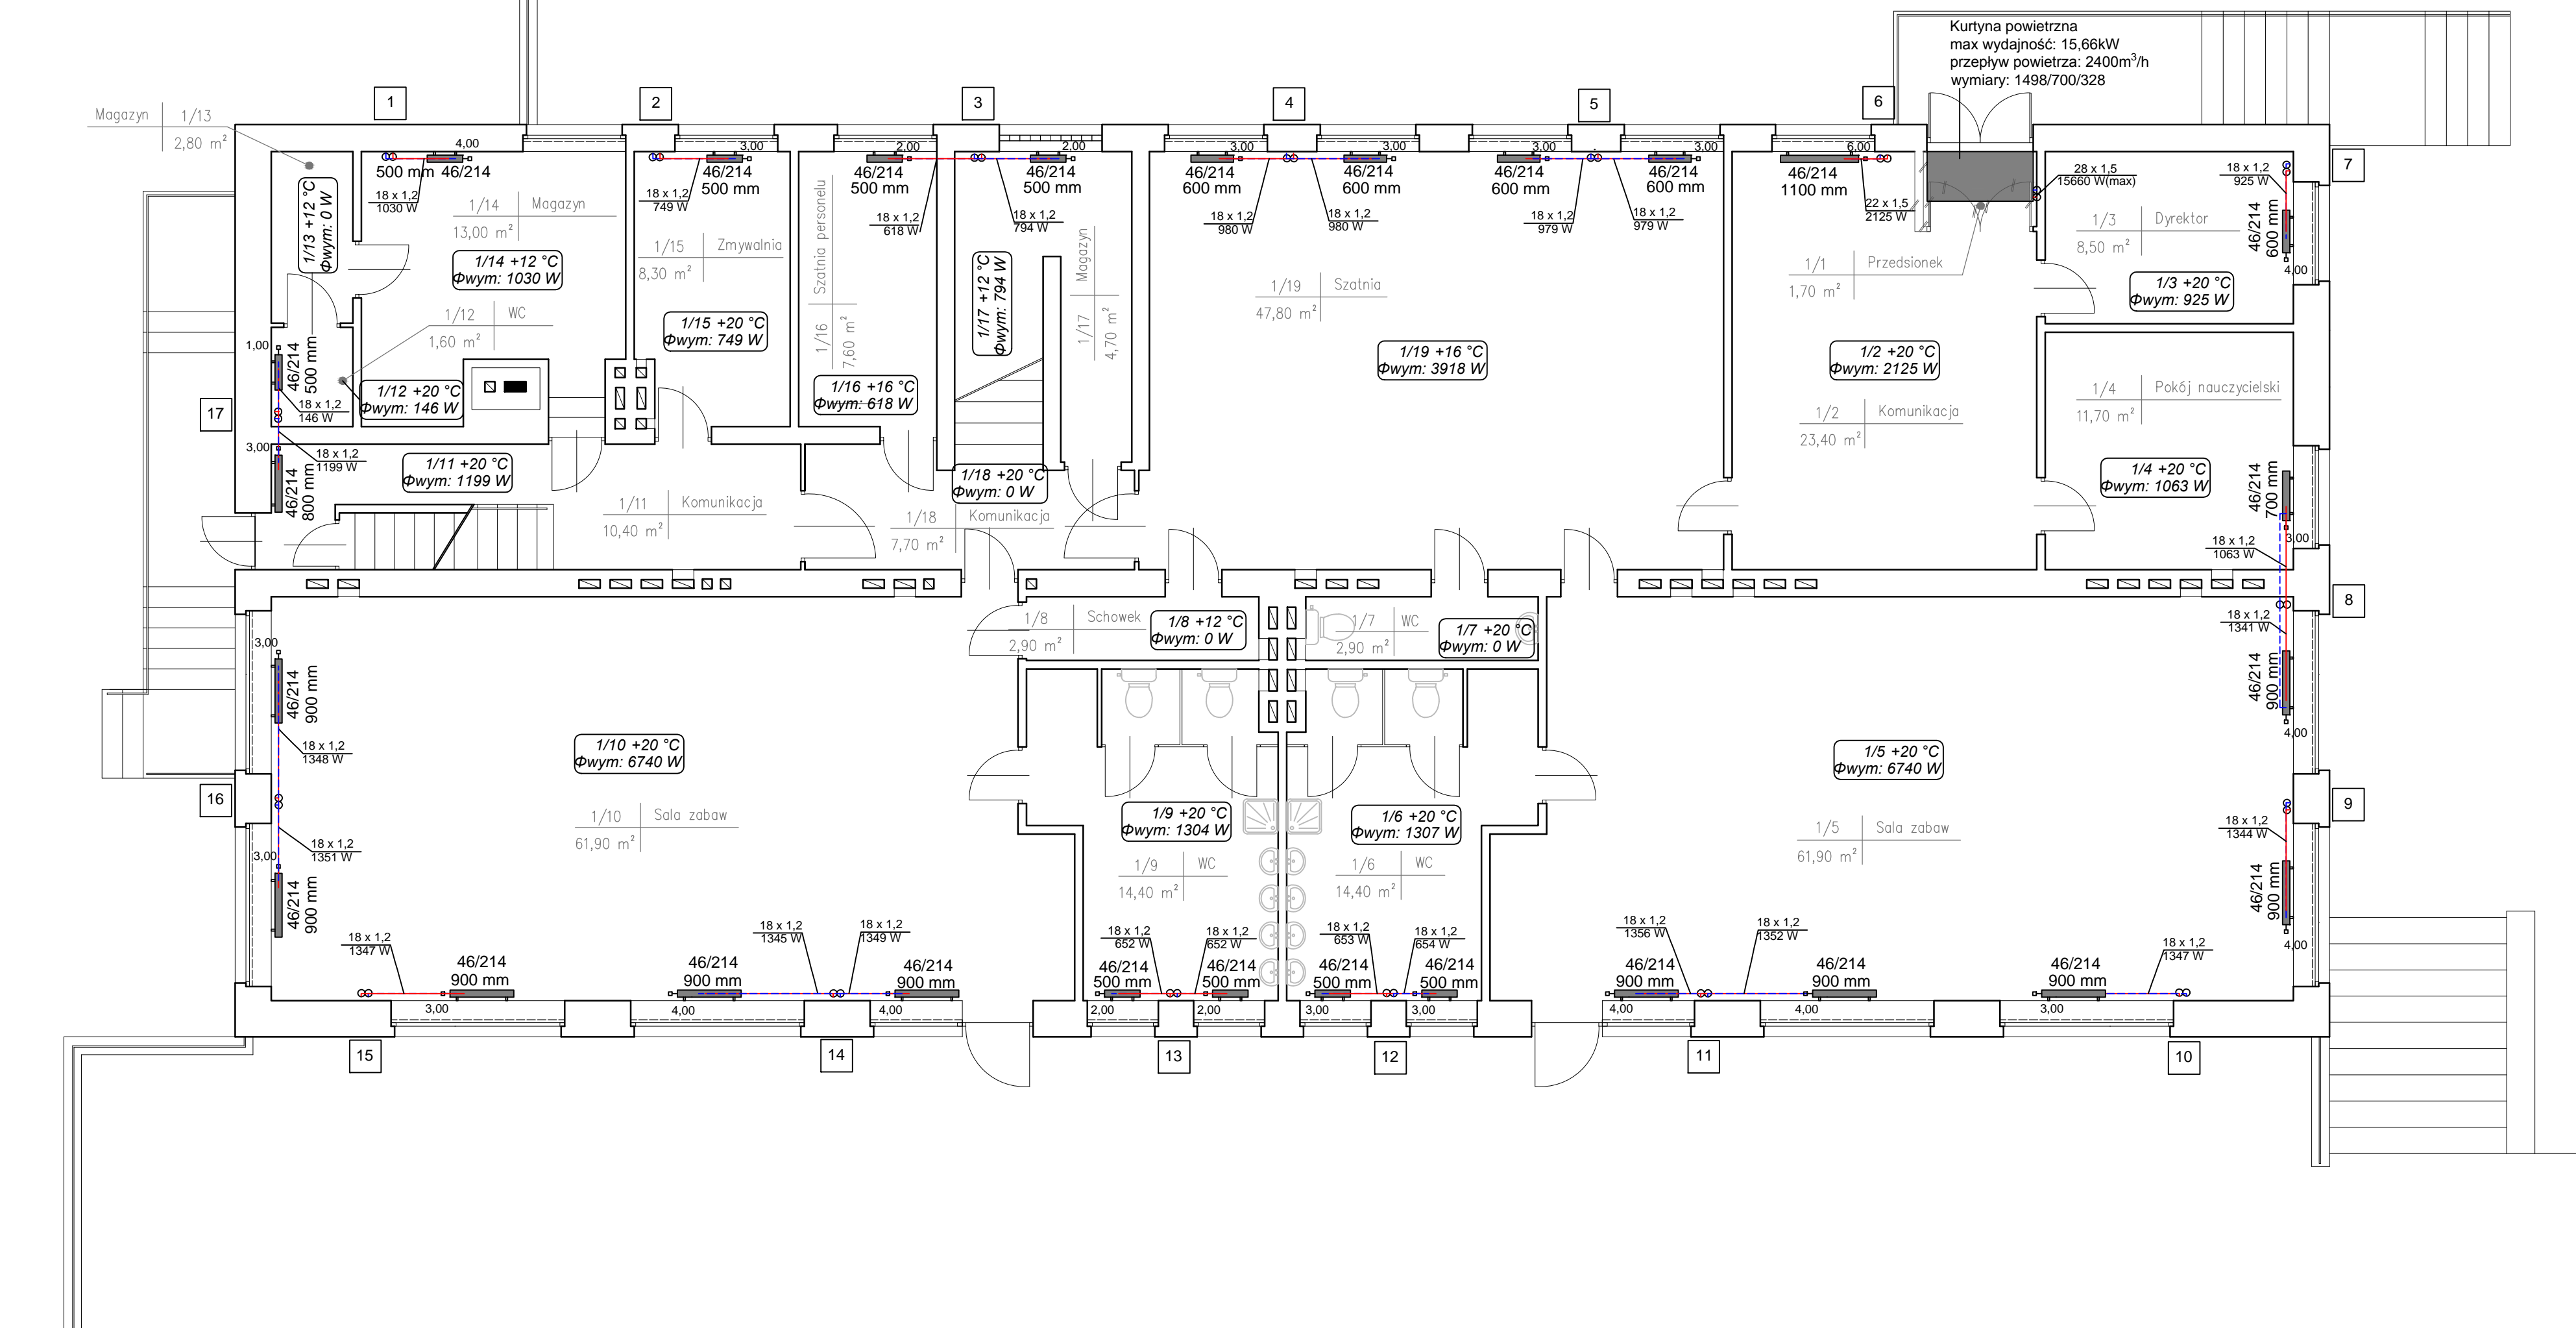 Kurtyna powietrzna
max wydajność: 15,66kW
przepływ powietrza: 2400m³/h
wymiary: 1498/700/328
1
2
3
4
5
6
7
8
9
10
11
12
13
14
15
16
17
Magazyn 1/13
2,80 m²
1/13 +12 °C
Φwym: 0 W
4,00
500 mm 46/214
18 x 1,2
1030 W
1/14 Magazyn
13,00 m²
1/14 +12 °C
Φwym: 1030 W
1/12 WC
1,60 m²
1/12 +20 °C
Φwym: 146 W
1,00
46/214
500 mm
18 x 1,2
146 W
3,00
18 x 1,2
1199 W
46/214
800 mm
1/11 +20 °C
Φwym: 1199 W
1/11 Komunikacja
10,40 m²
3,00
46/214
500 mm
18 x 1,2
749 W
1/15 Zmywalnia
8,30 m²
1/15 +20 °C
Φwym: 749 W
2,00
46/214
500 mm
18 x 1,2
618 W
1/16 Szatnia personelu
7,60 m²
1/16 +16 °C
Φwym: 618 W
2,00
46/214
500 mm
18 x 1,2
794 W
1/17 +12 °C
Φwym: 794 W
1/17 Magazyn
4,70 m²
1/18 +20 °C
Φwym: 0 W
1/18 Komunikacja
7,70 m²
3,00
46/214
600 mm
18 x 1,2
980 W
3,00
46/214
600 mm
18 x 1,2
980 W
3,00
46/214
600 mm
18 x 1,2
979 W
3,00
46/214
600 mm
18 x 1,2
979 W
1/19 Szatnia
47,80 m²
1/19 +16 °C
Φwym: 3918 W
6,00
46/214
1100 mm
22 x 1,5
2125 W
1/1 Przedsionek
1,70 m²
1/2 +20 °C
Φwym: 2125 W
1/2 Komunikacja
23,40 m²
28 x 1,5
15660 W(max)
18 x 1,2
925 W
1/3 Dyrektor
8,50 m²
46/214
600 mm
4,00
1/3 +20 °C
Φwym: 925 W
1/4 Pokój nauczycielski
11,70 m²
1/4 +20 °C
Φwym: 1063 W
46/214
700 mm
3,00
18 x 1,2
1063 W
18 x 1,2
1341 W
46/214
900 mm
4,00
18 x 1,2
1344 W
46/214
900 mm
4,00
1/8 Schowek
2,90 m²
1/8 +12 °C
Φwym: 0 W
1/7 WC
2,90 m²
1/7 +20 °C
Φwym: 0 W
3,00
46/214
900 mm
18 x 1,2
1348 W
18 x 1,2
1351 W
3,00
46/214
900 mm
1/10 +20 °C
Φwym: 6740 W
1/10 Sala zabaw
61,90 m²
18 x 1,2
1347 W
46/214
900 mm
3,00
46/214
900 mm
4,00
18 x 1,2
1345 W
18 x 1,2
1349 W
46/214
900 mm
4,00
1/9 +20 °C
Φwym: 1304 W
1/9 WC
14,40 m²
18 x 1,2
652 W
18 x 1,2
652 W
46/214
500 mm
46/214
500 mm
2,00
2,00
1/6 +20 °C
Φwym: 1307 W
1/6 WC
14,40 m²
18 x 1,2
653 W
18 x 1,2
654 W
46/214
500 mm
46/214
500 mm
3,00
3,00
1/5 +20 °C
Φwym: 6740 W
1/5 Sala zabaw
61,90 m²
18 x 1,2
1356 W
18 x 1,2
1352 W
46/214
900 mm
46/214
900 mm
4,00
4,00
46/214
900 mm
18 x 1,2
1347 W
3,00